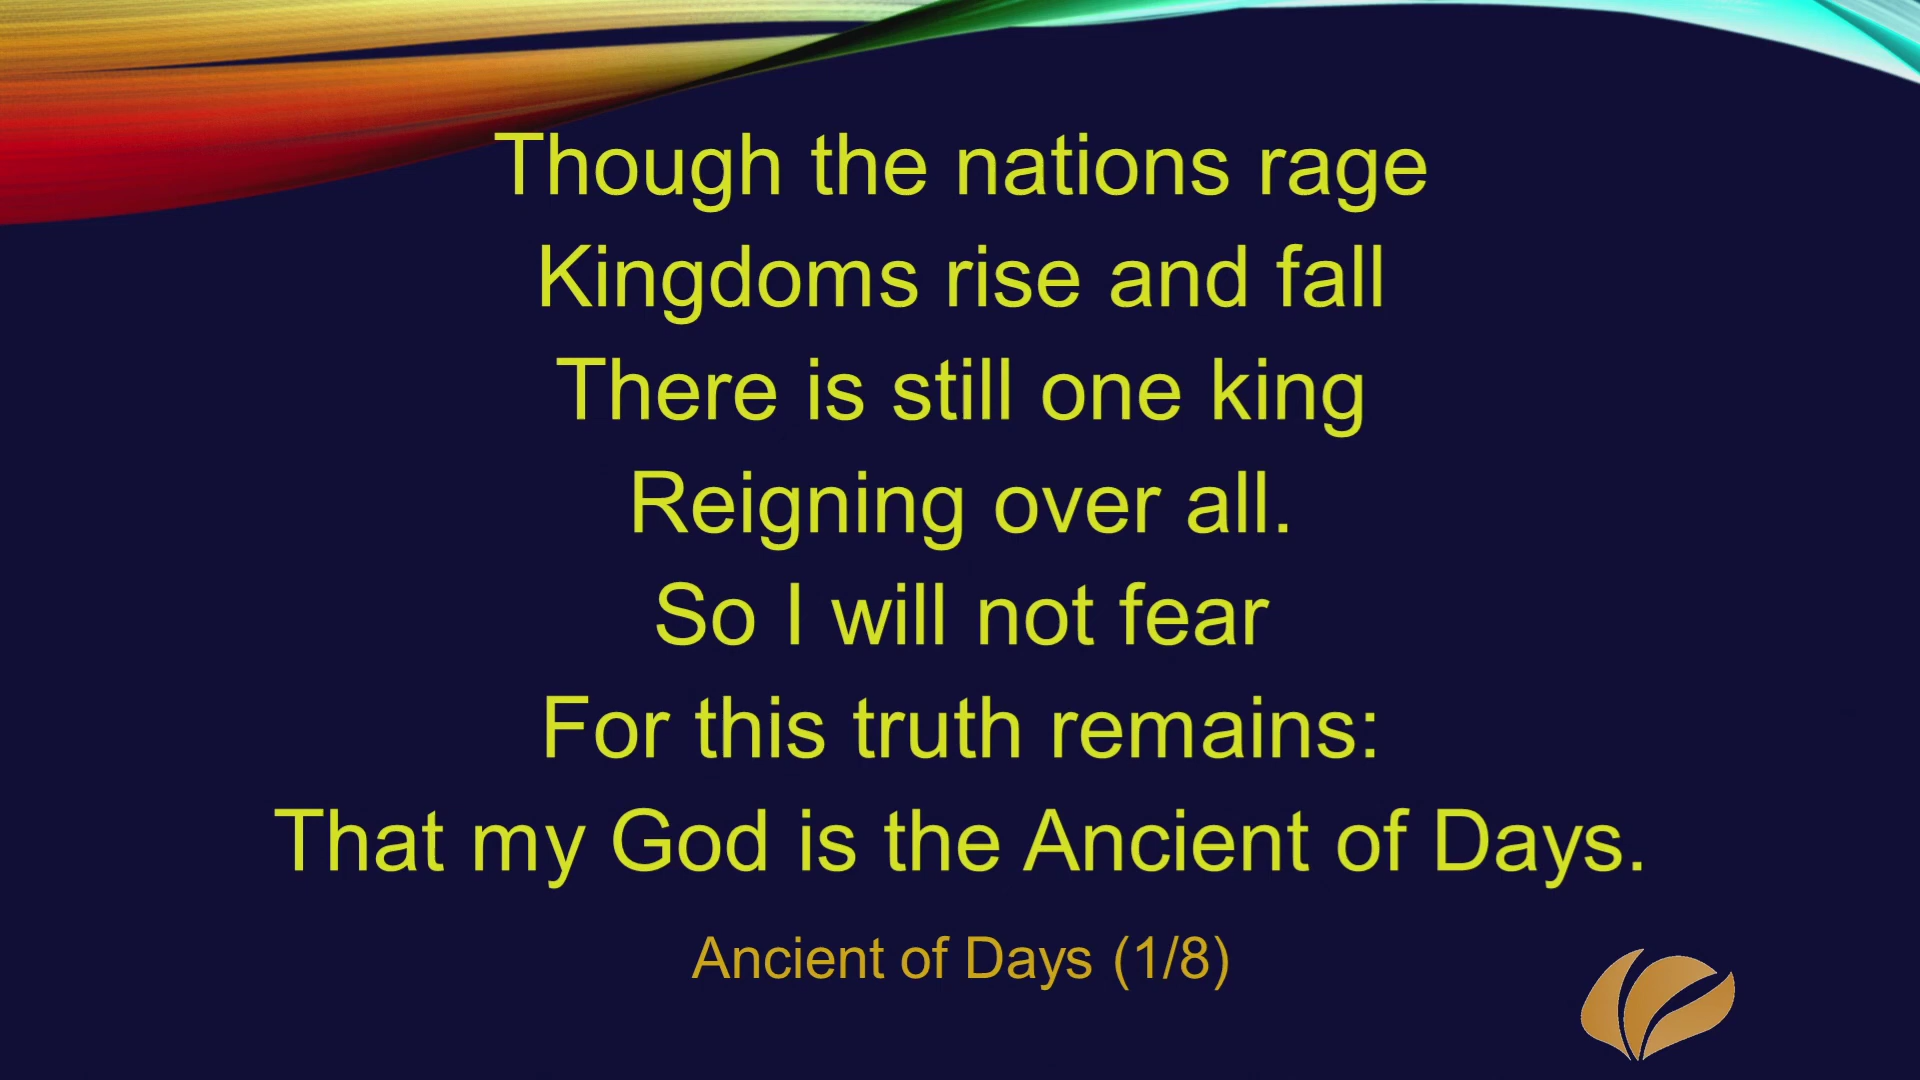 Though the nations rage
Kingdoms rise and fall
There is still one king
Reigning over all.
So I will not fear
For this truth remains:
That my God is the Ancient of Days.
Ancient of Days (1/8)